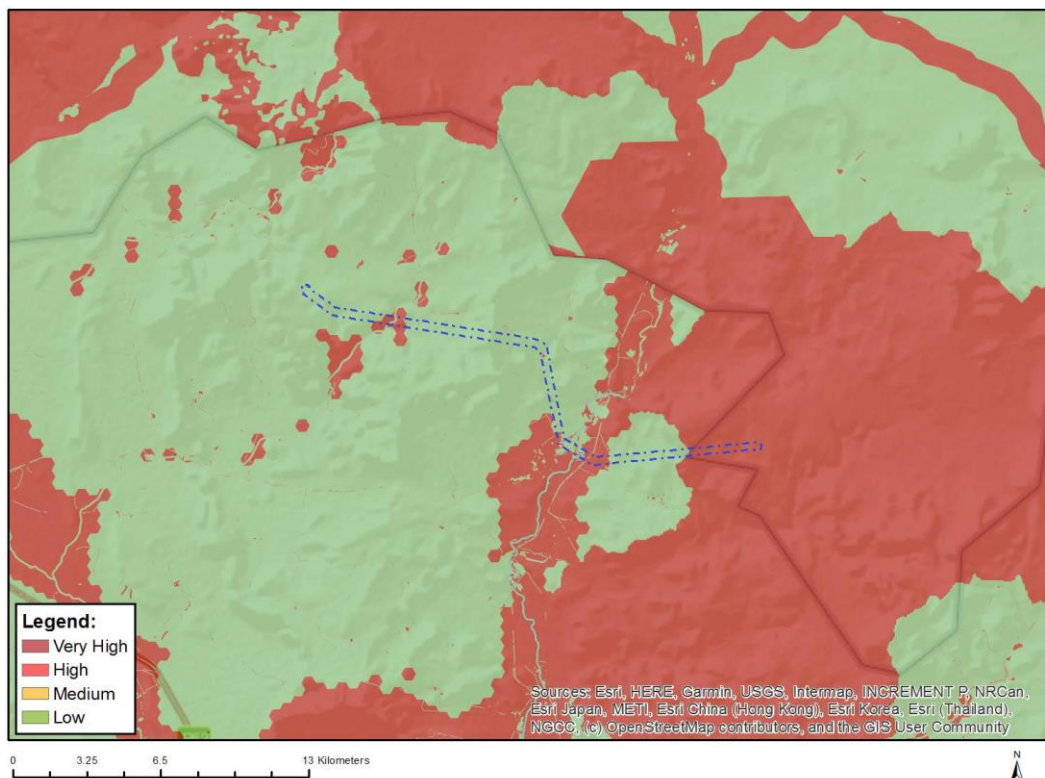 Legend:
Very High
High
Medium
Low
Sources: Esri, HERE, Garmin, USGS, Intermap, INCREMENT P, NRCan,
Esri Japan, METI, Esri China (Hong Kong), Esri Korea, Esri (Thailand),
NGCC, (c) OpenStreetMap contributors, and the GIS User Community
0 3.25 6.5 13 Kilometers
N